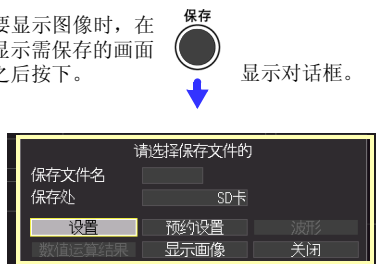 要显示图像时，在
显示需保存的画面
之后按下。
保存
显示对话框。
请选择保存文件的
保存文件名
保存处 SD卡
设置 预约设置 波形
数值运算结果 显示画像 关闭